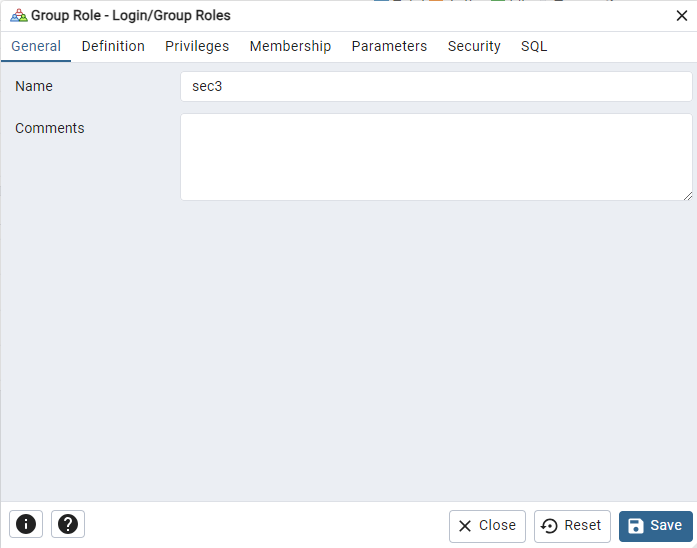 Group Role - Login/Group Roles
General Definition Privileges Membership Parameters Security SQL
Name sec3
Comments
Close Reset Save